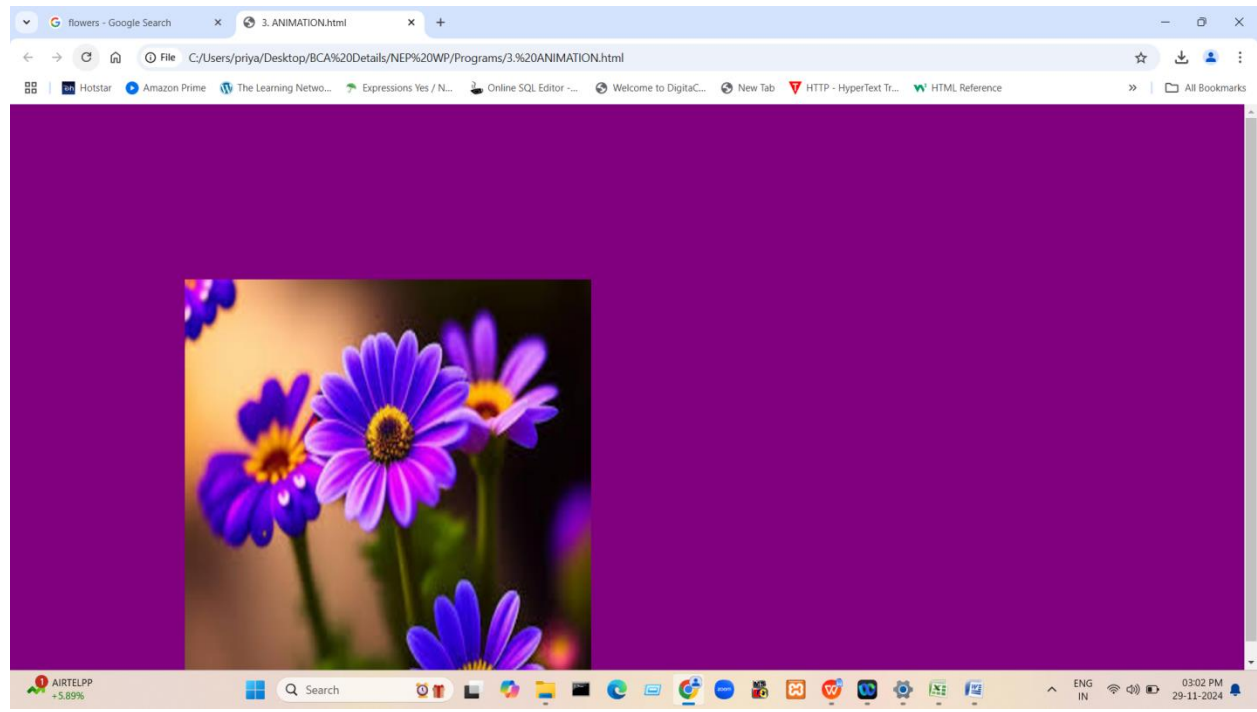 flowers - Google Search
3. ANIMATION.html
File C:/Users/priya/Desktop/BCA%20Details/NEP%20WP/Programs/3.%20ANIMATION.html
Hotstar Amazon Prime The Learning Netwo... Expressions Yes / N... Online SQL Editor -... Welcome to DigitaC... New Tab HTTP - HyperText Tr... HTML Reference » All Bookmarks
1
AIRTELPP
+5.89%
Search
ENG
IN
03:02 PM
29-11-2024